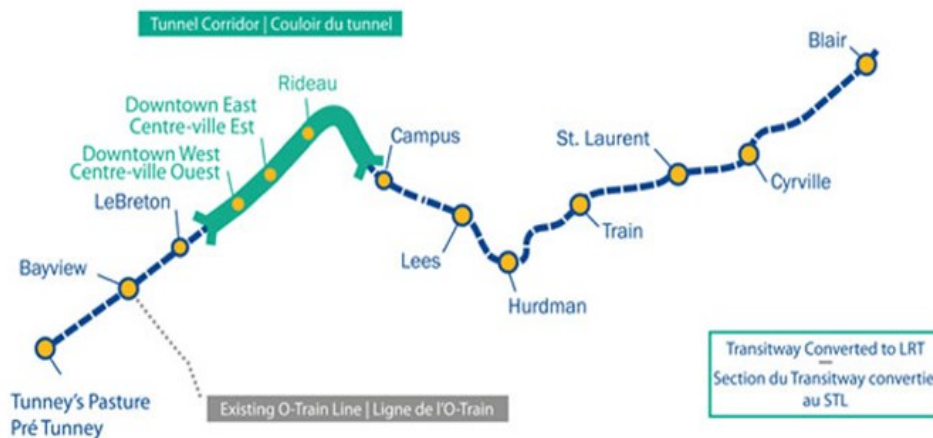 Tunnel Corridor | Couloir du tunnel
Blair
Rideau
Downtown East
Centre-ville Est
Campus
St. Laurent
Downtown West
Centre-ville Ouest
Cyrville
LeBreton
Train
Lees
Bayview
Hurdman
Transitway Converted to LRT
Section du Transitway convertie
au STL
Tunney's Pasture
Pré Tunney
Existing O-Train Line | Ligne de l'O-Train